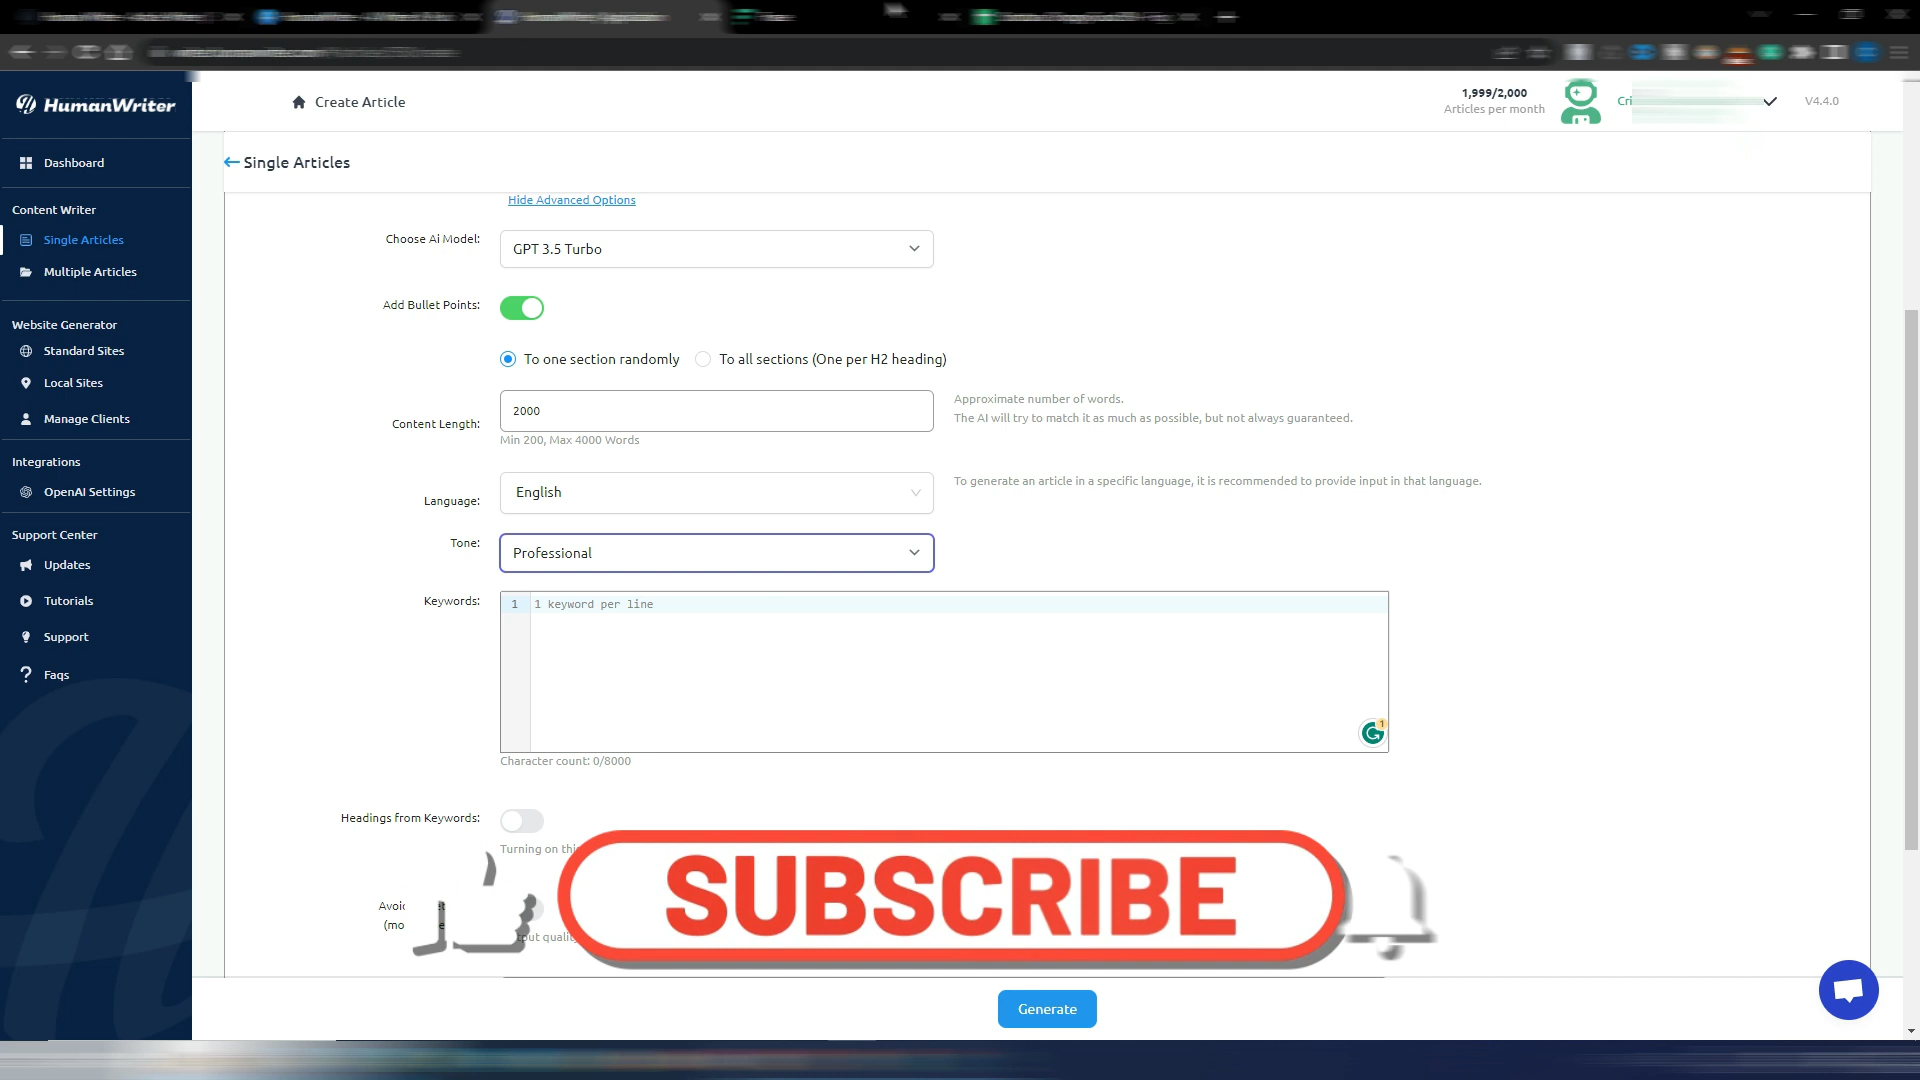 HumanWriter
Create Article
1,999/2,000
Articles per month
Cri
V4.4.0
Dashboard
Content Writer
Single Articles
Multiple Articles
Website Generator
Standard Sites
Local Sites
Manage Clients
Integrations
OpenAI Settings
Support Center
Updates
Tutorials
Support
Faqs
Single Articles
Hide Advanced Options
Choose Ai Model:
GPT 3.5 Turbo
Add Bullet Points:
To one section randomly
To all sections (One per H2 heading)
Content Length:
2000
Approximate number of words.
The AI will try to match it as much as possible, but not always guaranteed.
Min 200, Max 4000 Words
Language:
English
To generate an article in a specific language, it is recommended to provide input in that language.
Tone:
Professional
Keywords:
1
1 keyword per line
1
Character count: 0/8000
Headings from Keywords:
Turning on
SUBSCRIBE
Generate